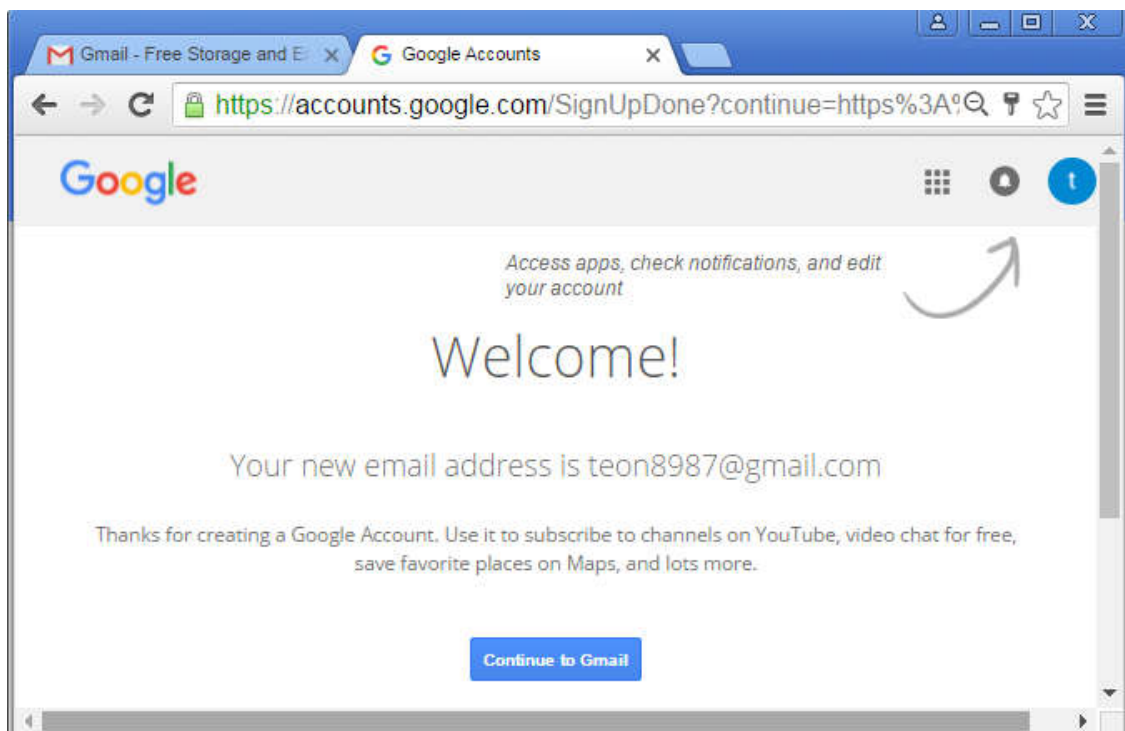 Gmail - Free Storage and E
Google Accounts
https://accounts.google.com/SignUpDone?continue=https%3A%
Google
t
Access apps, check notifications, and edit
your account
Welcome!
Your new email address is teon8987@gmail.com
Thanks for creating a Google Account. Use it to subscribe to channels on YouTube, video chat for free,
save favorite places on Maps, and lots more.
Continue to Gmail